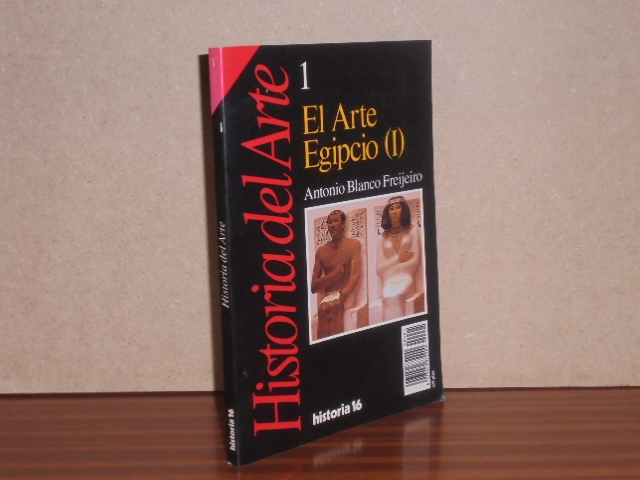 Historia del Arte
1
El Arte
Egipcio (I)
Antonio Blanco Freijeiro
historia 16
Historia del Arte
historia 16